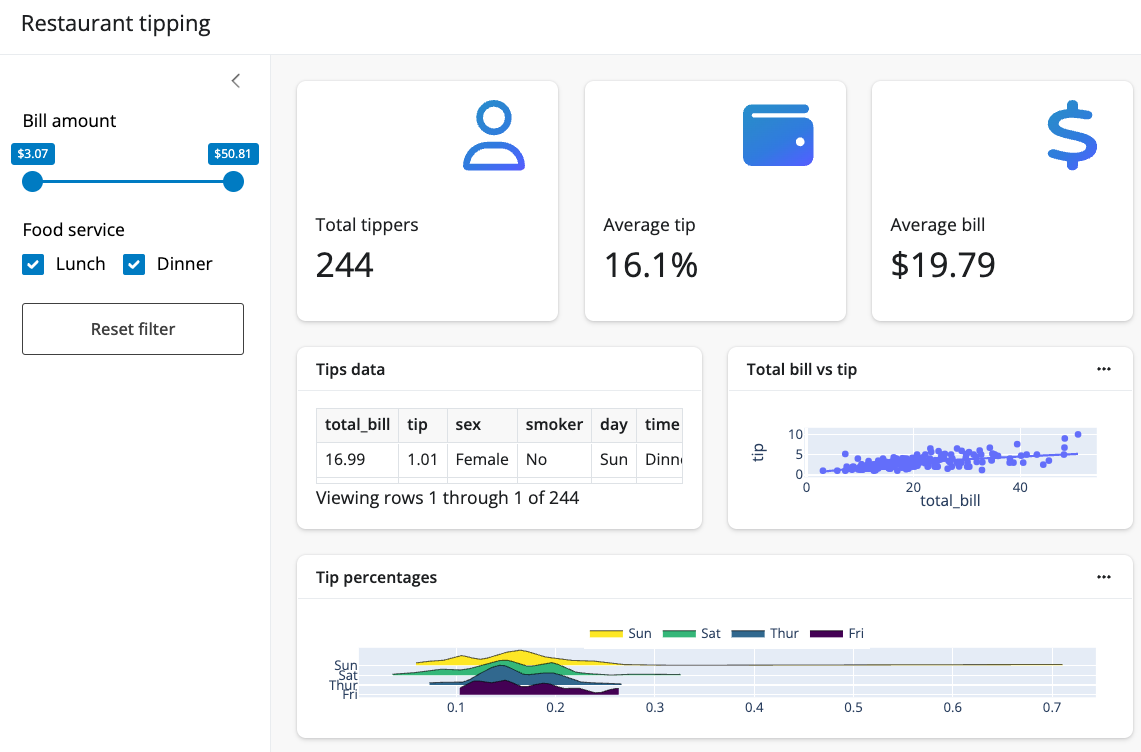 Restaurant tipping
Bill amount
$3.07 $50.81
Food service
Lunch Dinner
Reset filter
Total tippers
244
Average tip
16.1%
Average bill
$19.79
Tips data
total_bill tip sex smoker day time
16.99 1.01 Female No Sun Dinn
Viewing rows 1 through 1 of 244
Total bill vs tip
tip
10
5
0
0 20 40
total_bill
Tip percentages
Sun Sat Thur Fri
Sun
Sat
Thur
Fri
0.1 0.2 0.3 0.4 0.5 0.6 0.7